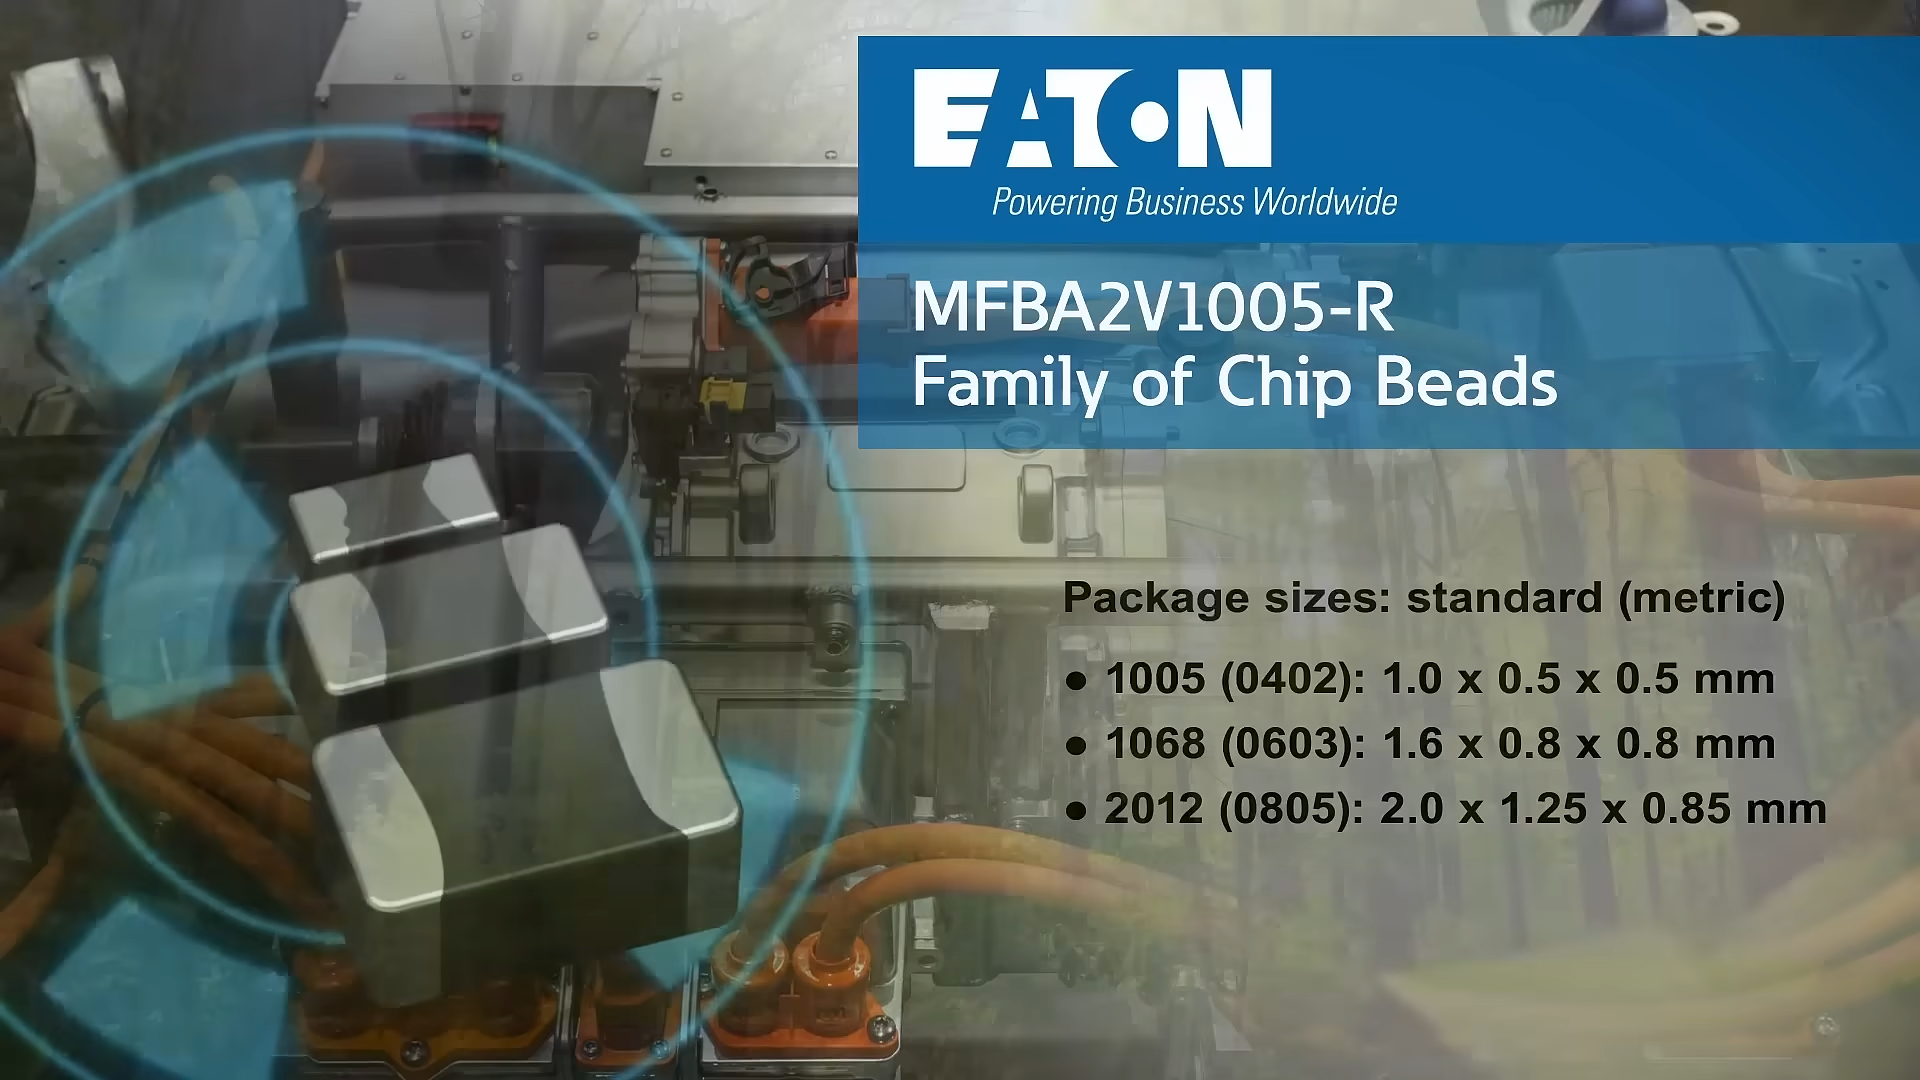 EATON
Powering Business Worldwide
MFBA2V1005-R
Family of Chip Beads
Package sizes: standard (metric)
● 1005 (0402): 1.0 x 0.5 x 0.5 mm
● 1068 (0603): 1.6 x 0.8 x 0.8 mm
● 2012 (0805): 2.0 x 1.25 x 0.85 mm